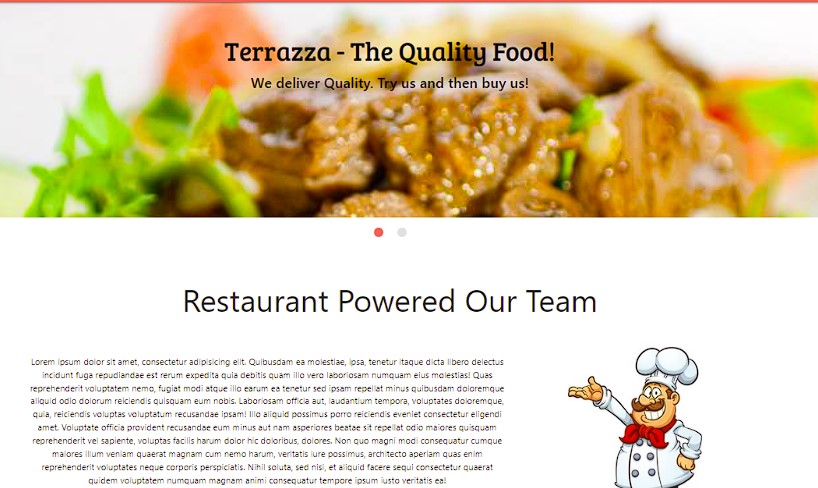 Terrazza - The Quality Food!
We deliver Quality. Try us and then buy us!
Restaurant Powered Our Team
Lorem ipsum dolor sit amet, consectetur adipisicing elit. Quibusdam ea molestiae, ipsa, tenetur itaque dicta libero delectus
incidunt fuga repudiandae est rerum expedita quia debitis quam illo vero laboriosam numquam eius molestias! Quas
reprehenderit voluptatem nemo, fugiat modi atque illo earum ea tenetur sed ipsam repellat minus quibusdam doloremque,
aliquid odio dolorum reiciendis quisquam eum nobis. Laboriosam officia aut, laudantium tempora, voluptates doloremque,
quia, reiciendis voluptas voluptatum recusandae ipsam! Illo aliquid possimus porro reiciendis eveniet consectetur eligendi
amet. Voluptate officia provident recusandae eum minus aut nam asperiores beatae sit repellat odio maiores quisquam
reprehenderit vel sapiente, voluptas facilis harum dolor hic doloribus, dolores. Non quo magni modi consequatur cumque
maiores illum veniam quaerat magnam cum nemo harum, veritatis iure possimus, architecto aperiam quas enim
reprehenderit voluptates neque corporis perspiciatis. Nihil soluta, sed nisi, et aliquid facere sequi consectetur quaerat
quidem voluptatem numquam magnam animi consequatur tempore ipsum iusto veritatis ea!